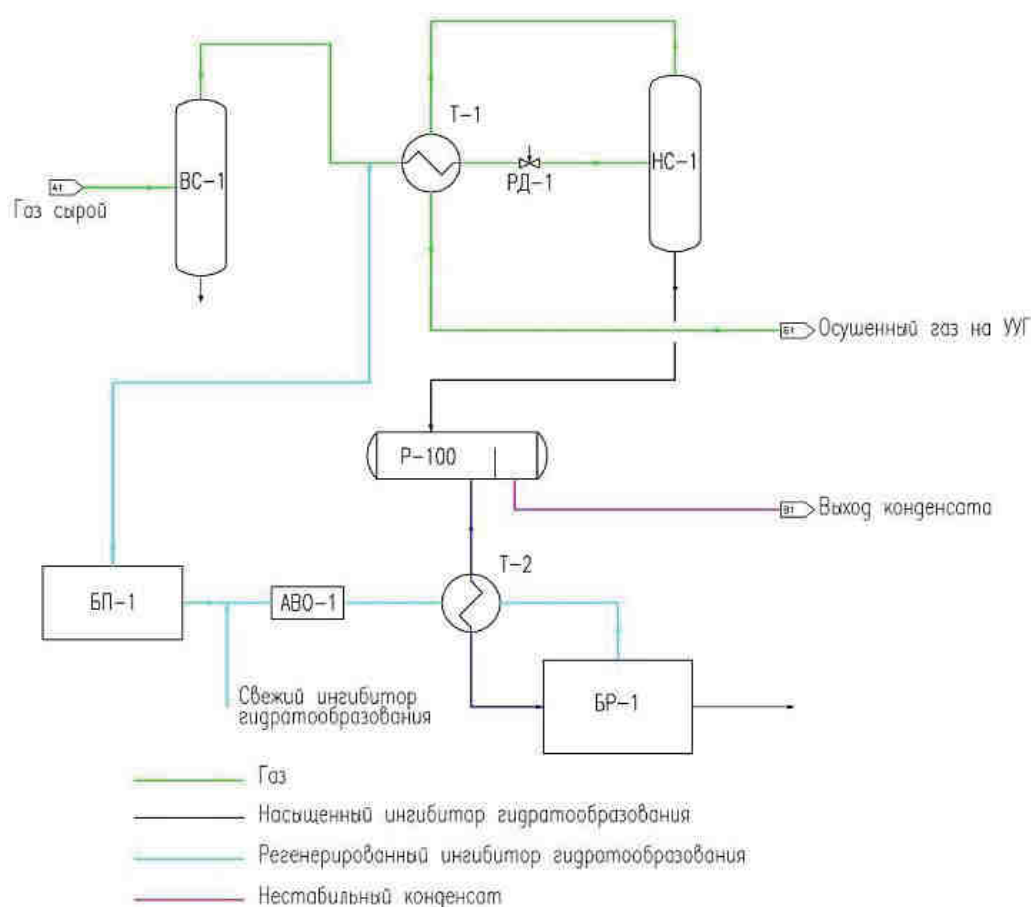 Т-1
ВС-1
НС-1
РД-1
А1
Газ сырой
Б1
Осушенный газ на УУГ
Р-100
В1
Выход конденсата
Т-2
БП-1
АВО-1
Свежий ингибитор
гидратообразования
БР-1
Газ
Насыщенный ингибитор гидратообразования
Регенерированный ингибитор гидратообразования
Нестабильный конденсат